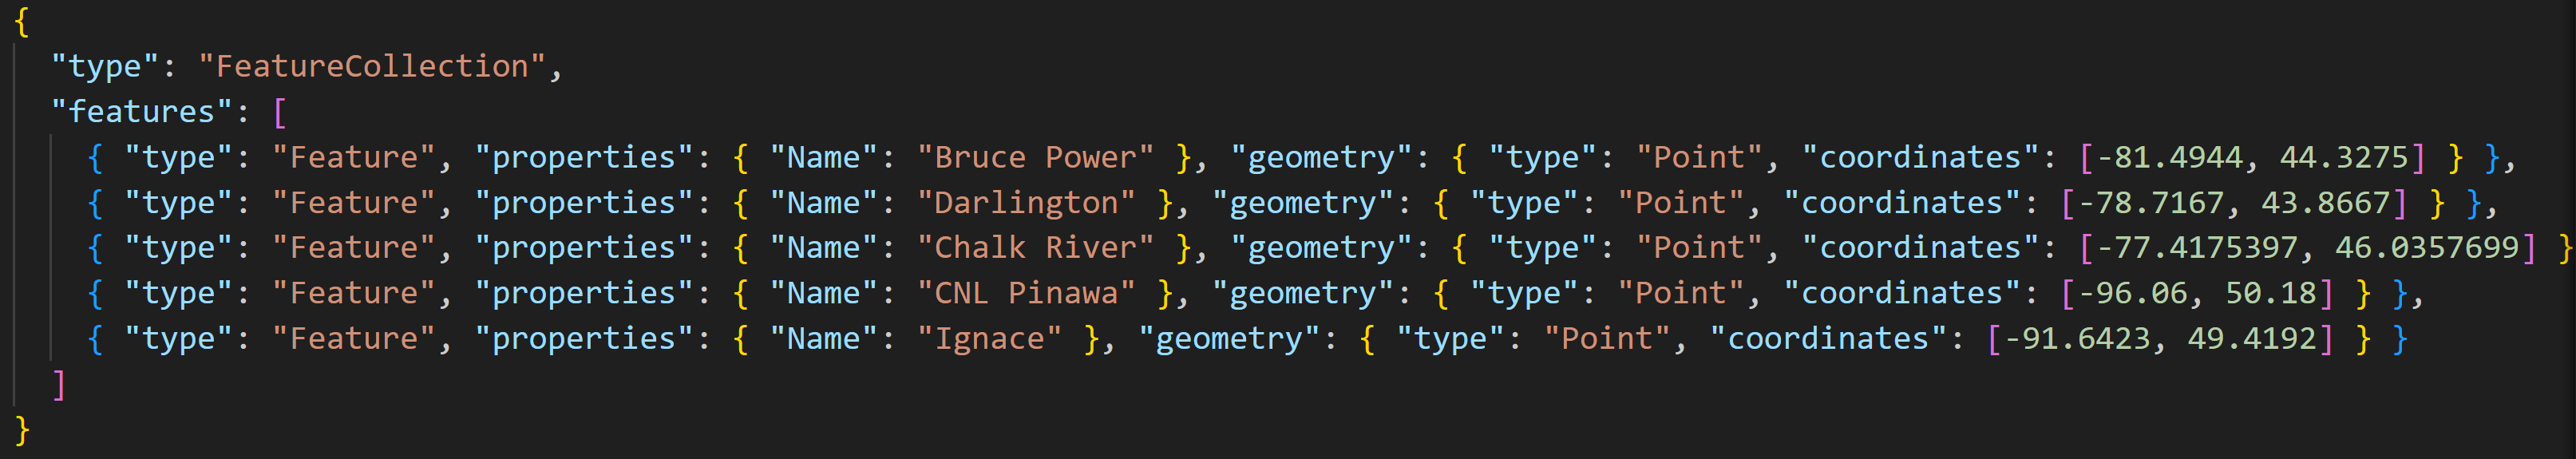 {
"type": "FeatureCollection",
"features": [
{ "type": "Feature", "properties": { "Name": "Bruce Power" }, "geometry": { "type": "Point", "coordinates": [-81.4944, 44.3275] } },
{ "type": "Feature", "properties": { "Name": "Darlington" }, "geometry": { "type": "Point", "coordinates": [-78.7167, 43.8667] } },
{ "type": "Feature", "properties": { "Name": "Chalk River" }, "geometry": { "type": "Point", "coordinates": [-77.4175397, 46.0357699] }
{ "type": "Feature", "properties": { "Name": "CNL Pinawa" }, "geometry": { "type": "Point", "coordinates": [-96.06, 50.18] } },
{ "type": "Feature", "properties": { "Name": "Ignace" }, "geometry": { "type": "Point", "coordinates": [-91.6423, 49.4192] } }
]
}